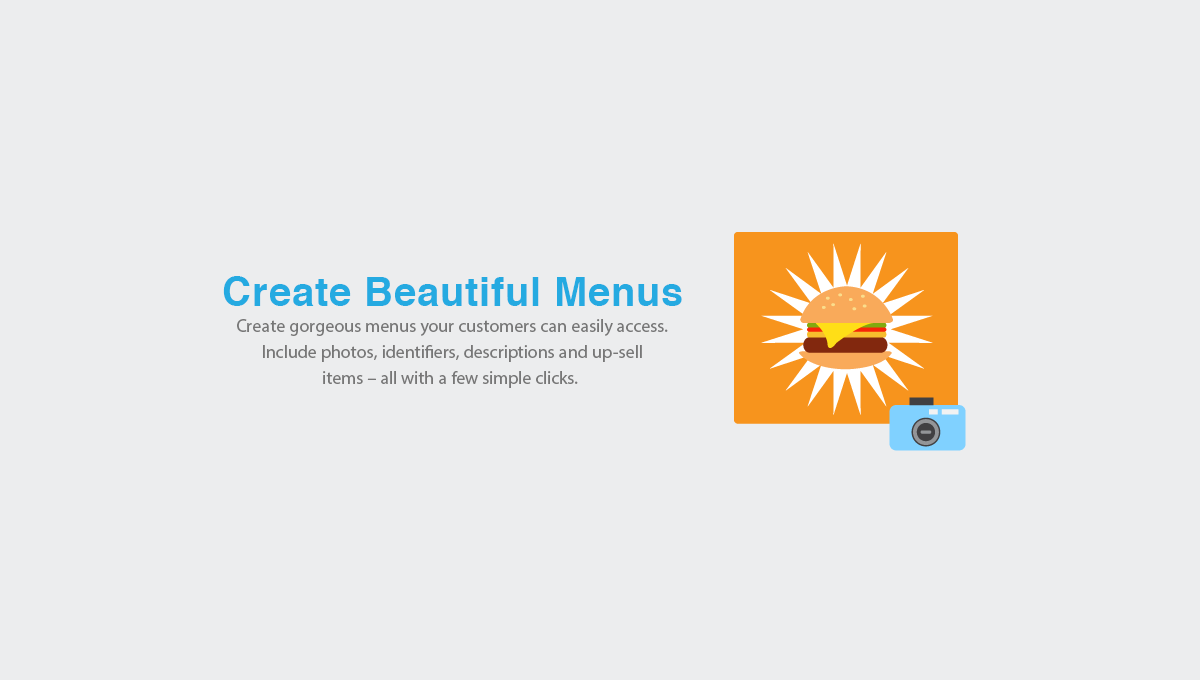 Create Beautiful Menus
Create gorgeous menus your customers can easily access.
Include photos, identifiers, descriptions and up-sell
items – all with a few simple clicks.